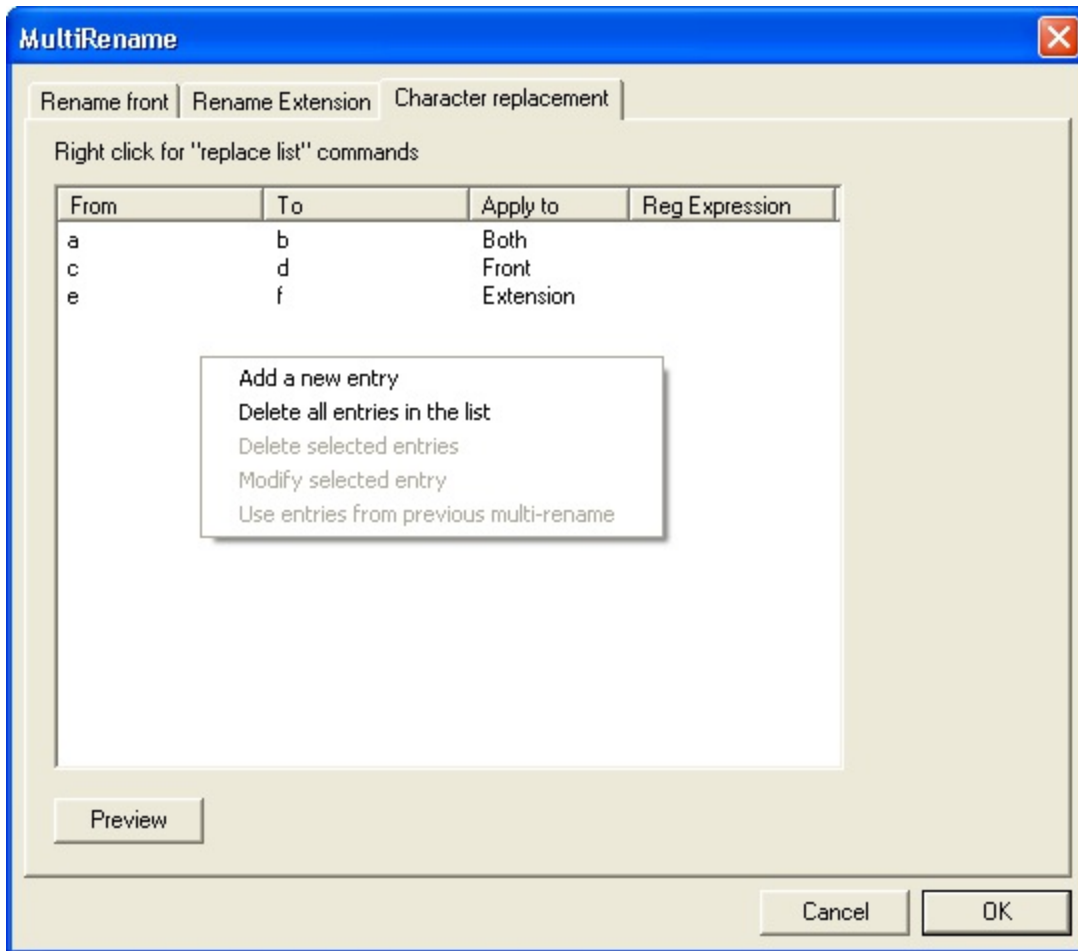 MultiRename
Rename front Rename Extension Character replacement
Right click for "replace list" commands
From To Apply to Reg Expression
a b Both
c d Front
e f Extension
Add a new entry
Delete all entries in the list
Delete selected entries
Modify selected entry
Use entries from previous multi-rename
Preview
Cancel OK